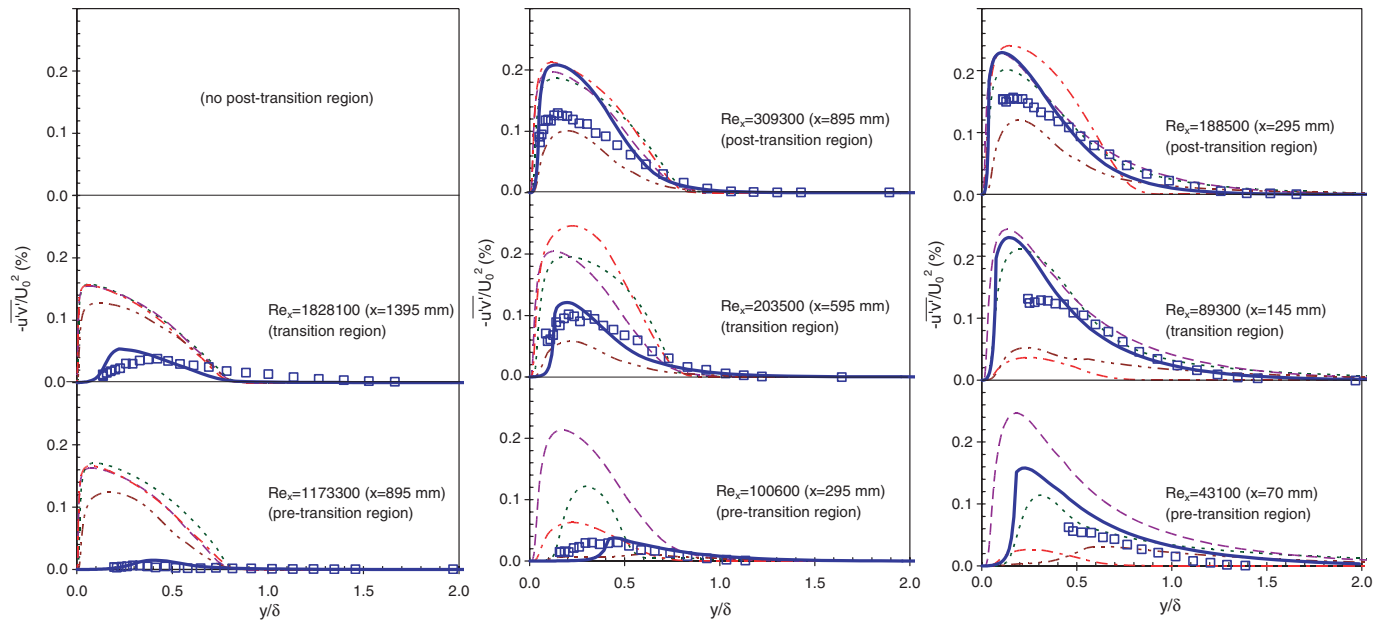 0.2
(no post-transition region)
0.1
0.0
-u'v'/U₀² (%)
0.2
Reₓ=1828100 (x=1395 mm)
(transition region)
0.1
0.0
0.2
Reₓ=1173300 (x=895 mm)
(pre-transition region)
0.1
0.0
0.0 0.5 1.0 1.5 2.0
y/δ
0.2
Reₓ=309300 (x=895 mm)
(post-transition region)
0.1
0.0
-u'v'/U₀² (%)
0.2
Reₓ=203500 (x=595 mm)
(transition region)
0.1
0.0
0.2
Reₓ=100600 (x=295 mm)
(pre-transition region)
0.1
0.0
0.0 0.5 1.0 1.5 2.0
y/δ
0.2
Reₓ=188500 (x=295 mm)
(post-transition region)
0.1
0.0
-u'v'/U₀² (%)
0.2
Reₓ=89300 (x=145 mm)
(transition region)
0.1
0.0
0.2
Reₓ=43100 (x=70 mm)
(pre-transition region)
0.1
0.0
0.0 0.5 1.0 1.5 2.0
y/δ